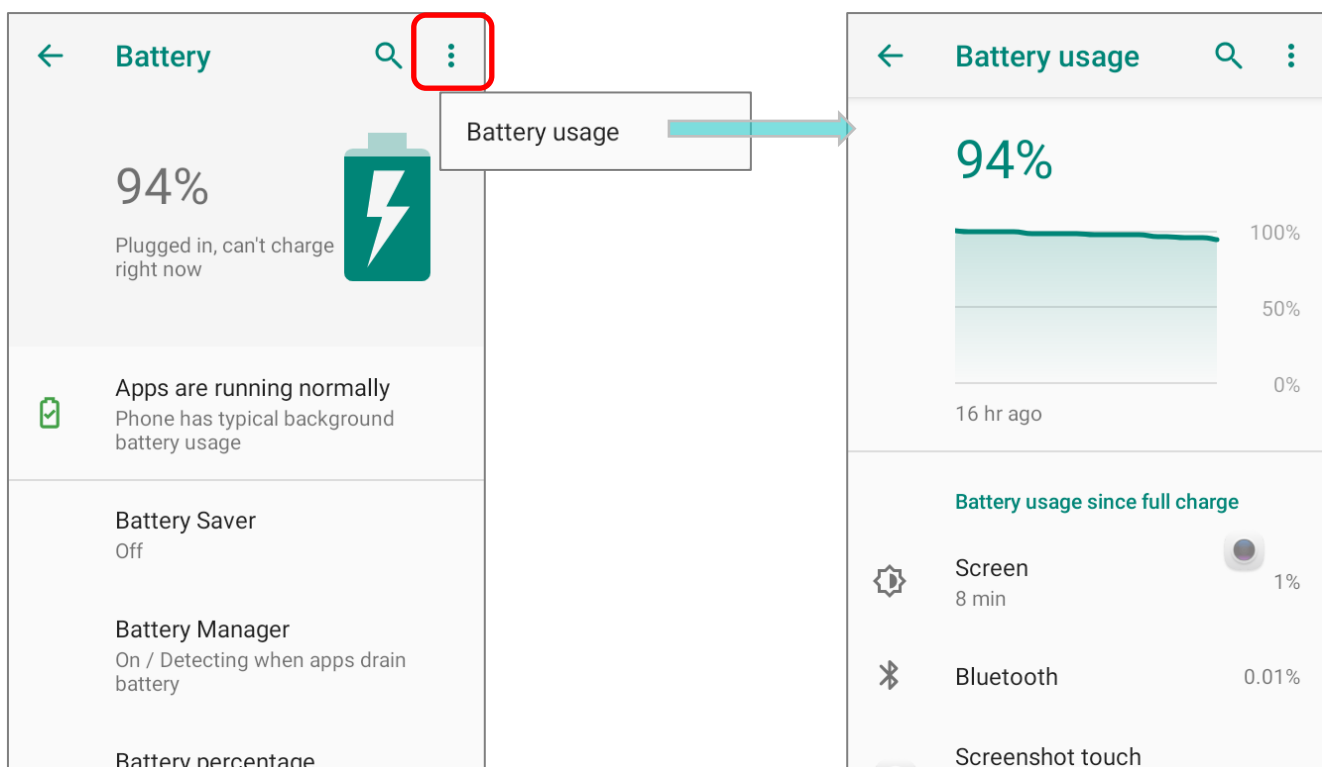 Battery
Battery usage
94%
Plugged in, can't charge
right now
Apps are running normally
Phone has typical background
battery usage
Battery Saver
Off
Battery Manager
On / Detecting when apps drain
battery
Battery percentage
Battery usage
94%
100%
50%
0%
16 hr ago
Battery usage since full charge
Screen
8 min
1%
Bluetooth
0.01%
Screenshot touch